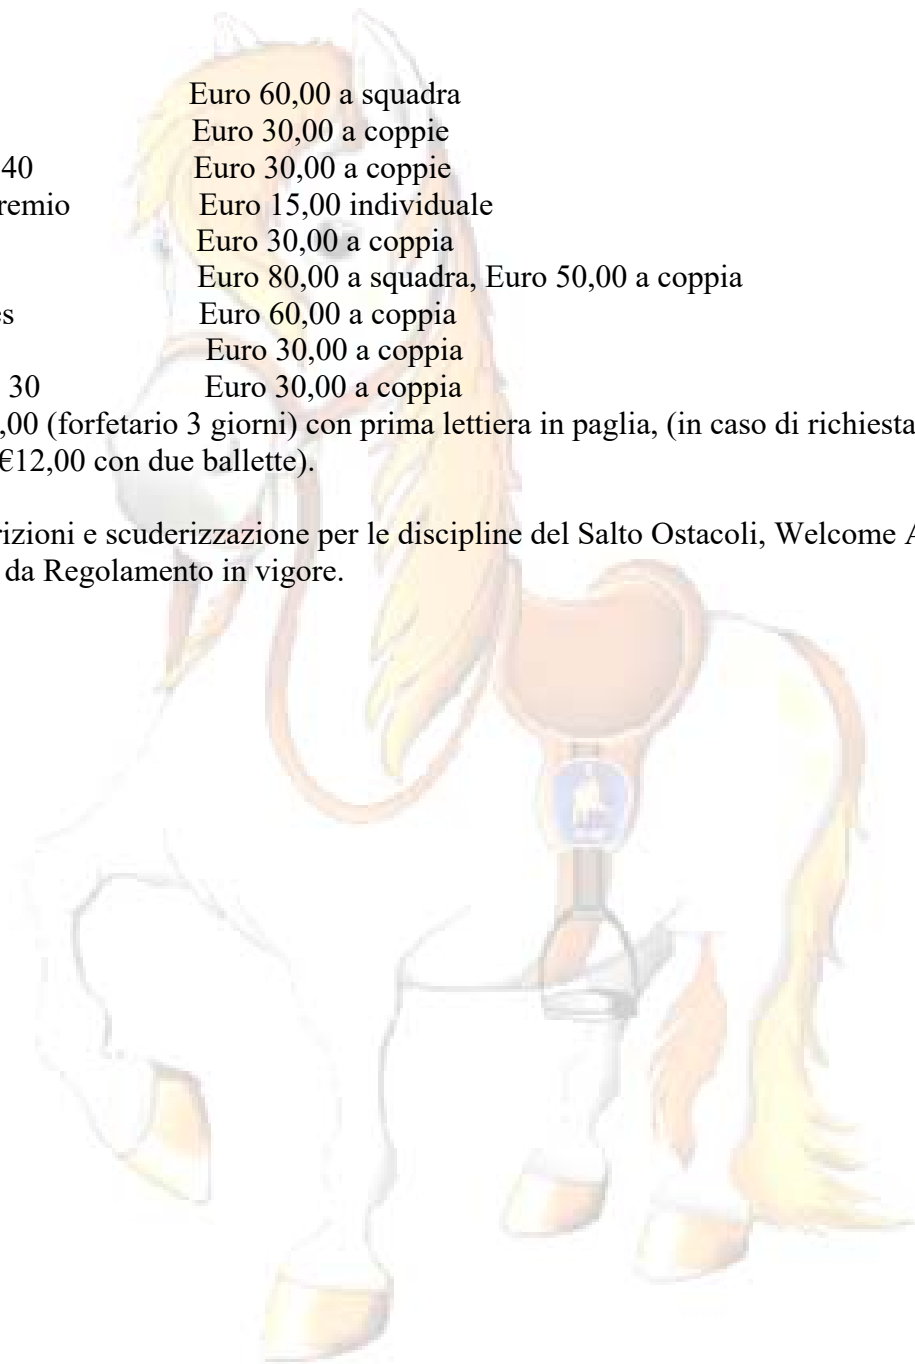 Euro 60,00 a squadra
Euro 30,00 a coppie
40 Euro 30,00 a coppie
remio Euro 15,00 individuale
Euro 30,00 a coppia
Euro 80,00 a squadra, Euro 50,00 a coppia
es Euro 60,00 a coppia
Euro 30,00 a coppia
30 Euro 30,00 a coppia
,00 (forfetario 3 giorni) con prima lettiera in paglia, (in caso di richiesta
€12,00 con due ballette).
rizioni e scuderizzazione per le discipline del Salto Ostacoli, Welcome A
da Regolamento in vigore.